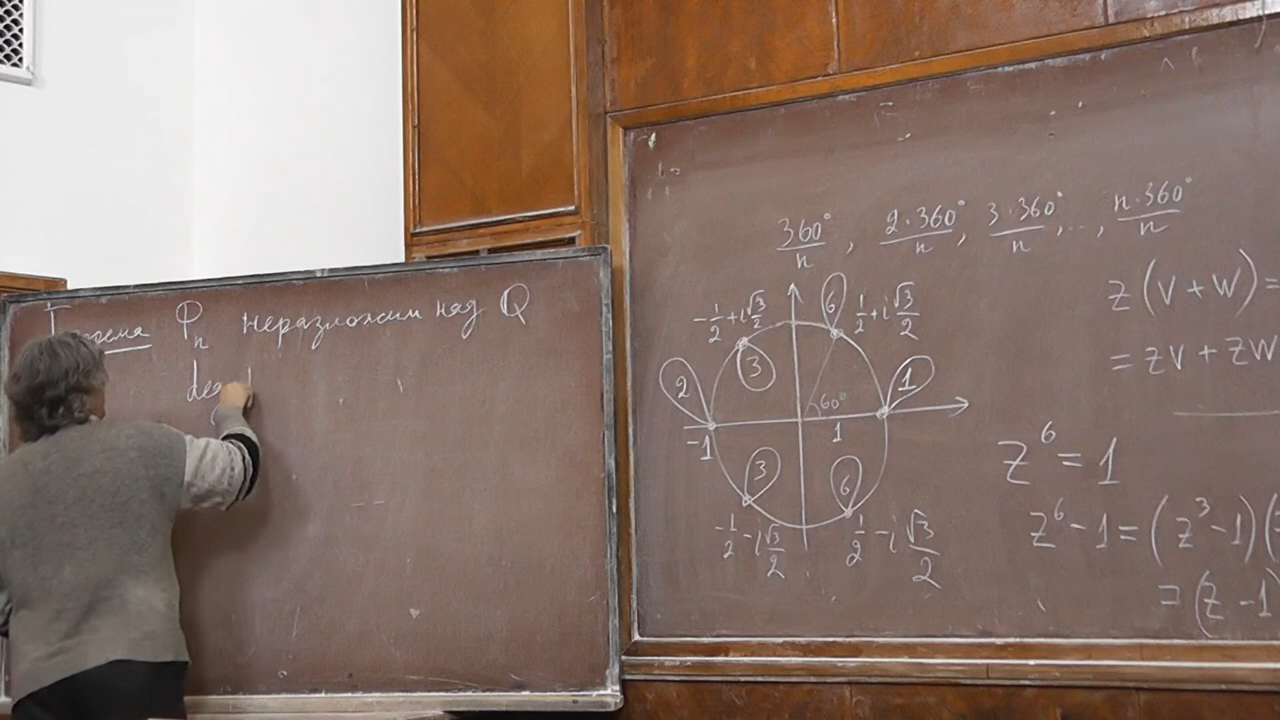 Теорема Φₙ неразложим над Q
deg
360°/n, 2·360°/n, 3·360°/n, ..., n·360°/n
z(v+w)=
=zv+zw
-1/2+i√3/2
6
1/2+i√3/2
3
2
1
60°
-1
1
3
6
-1/2-i√3/2
1/2-i√3/2
z⁶=1
z⁶-1=(z³-1)(
=(z-1)